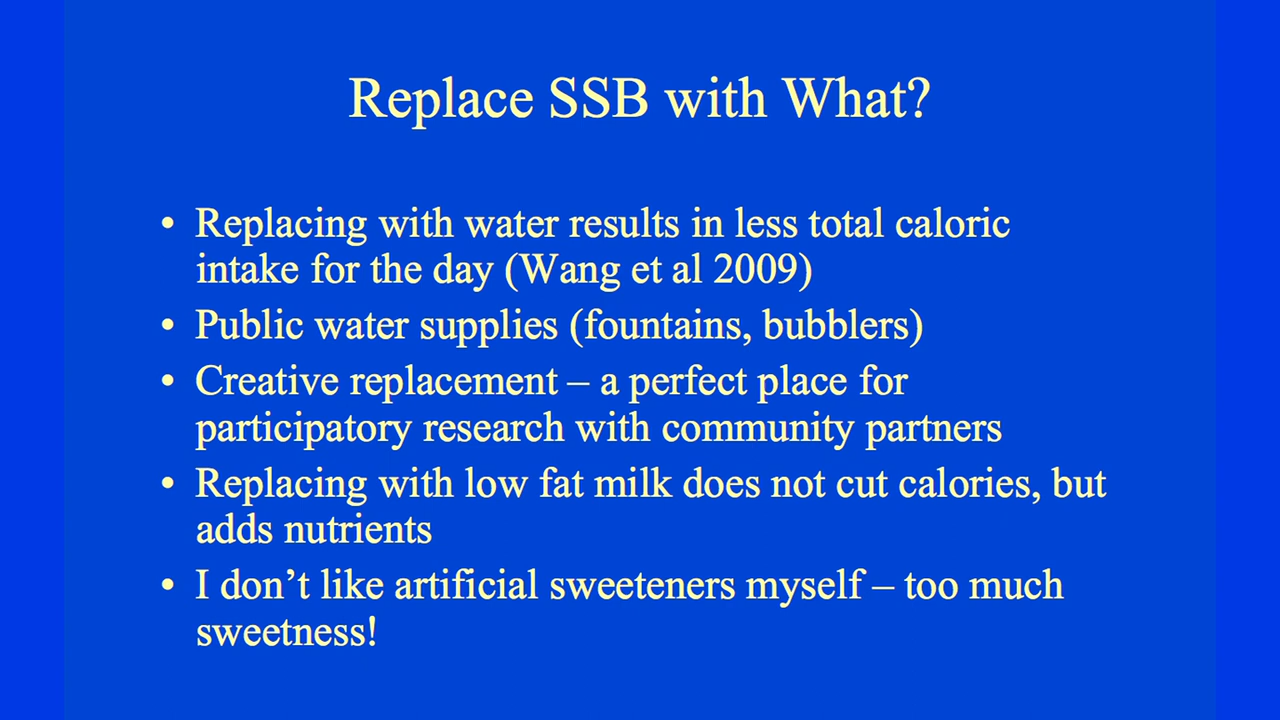 Replace SSB with What?
• Replacing with water results in less total caloric
intake for the day (Wang et al 2009)
• Public water supplies (fountains, bubblers)
• Creative replacement – a perfect place for
participatory research with community partners
• Replacing with low fat milk does not cut calories, but
adds nutrients
• I don’t like artificial sweeteners myself – too much
sweetness!